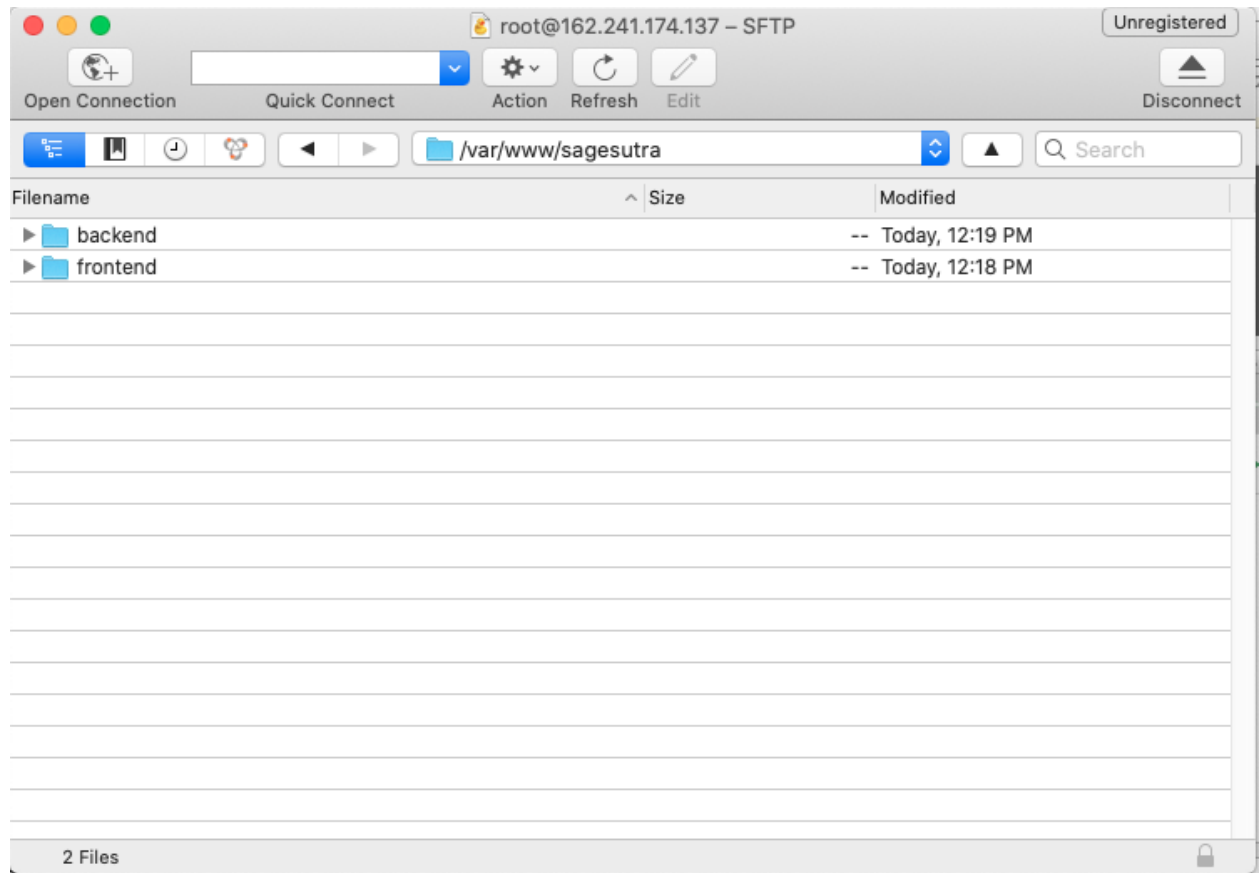 root@162.241.174.137 – SFTP
Unregistered
Open Connection Quick Connect Action Refresh Edit Disconnect
/var/www/sagesutra Search
Filename Size Modified
backend -- Today, 12:19 PM
frontend -- Today, 12:18 PM
2 Files